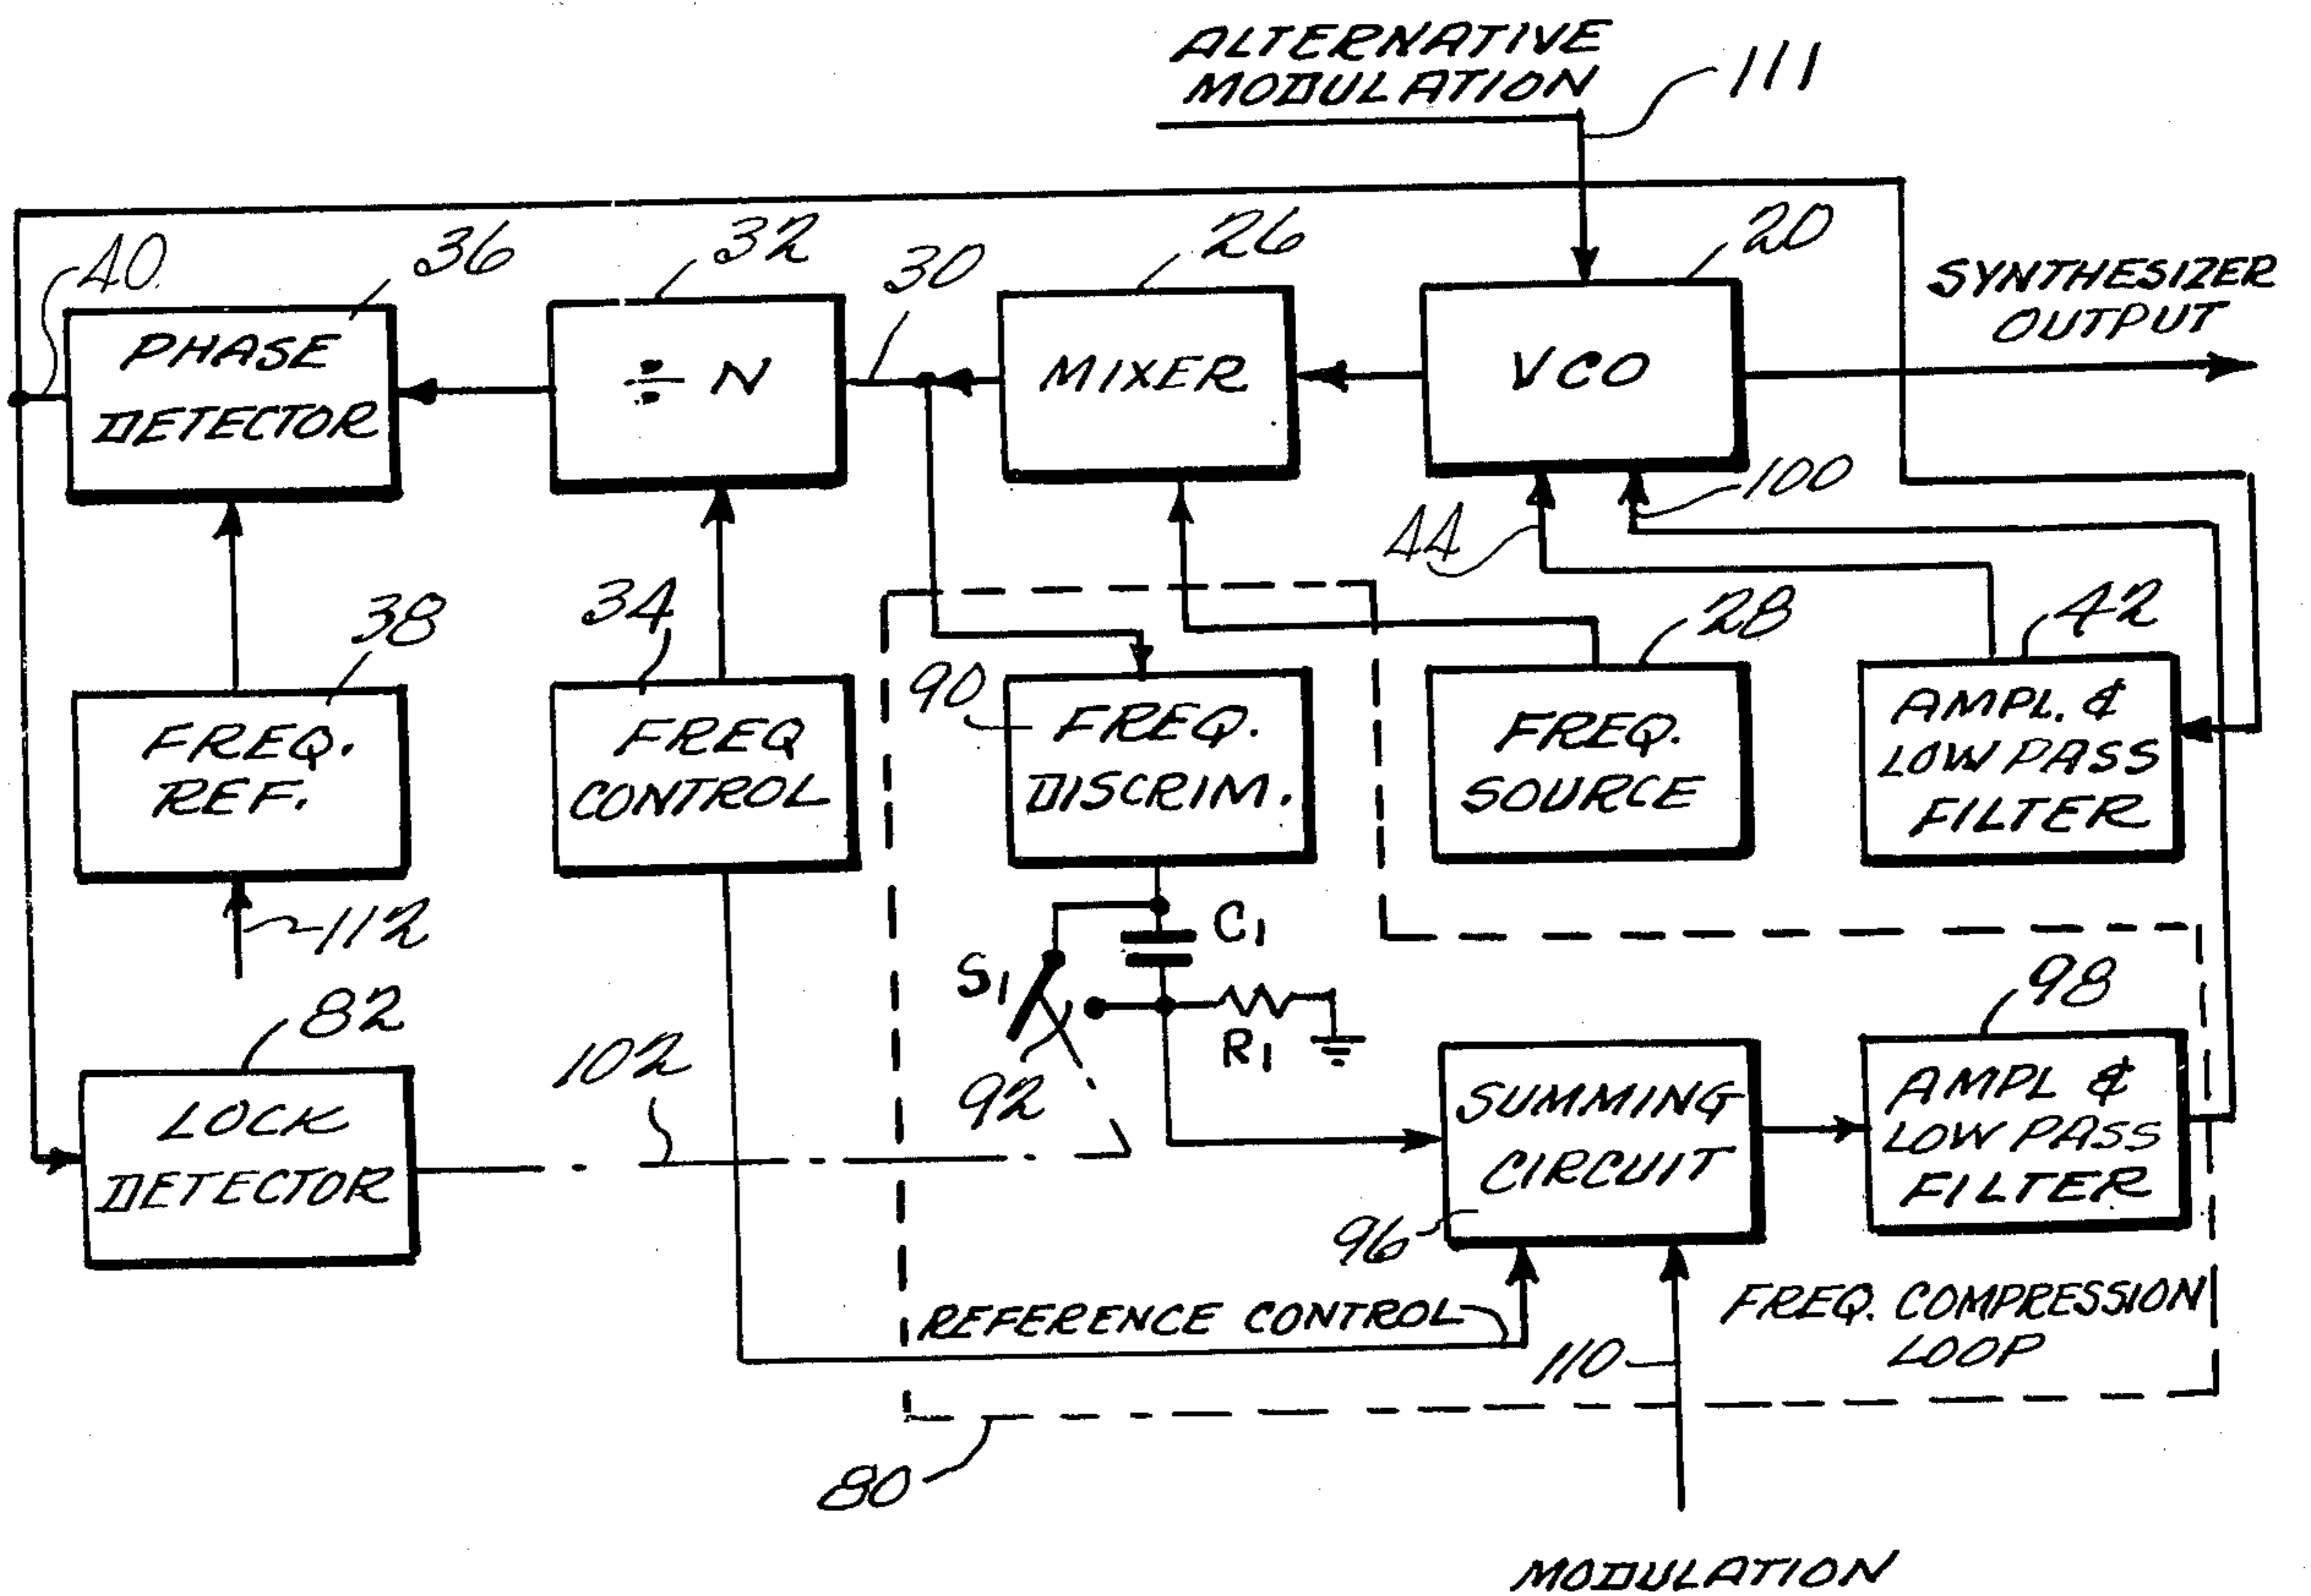 ALTERNATIVE
MODULATION
111
40
36
32
30
26
20
SYNTHESIZER
OUTPUT
PHASE
DETECTOR
÷ N
MIXER
VCO
44
100
38
34
90
28
42
FREQ.
REF.
FREQ
CONTROL
FREQ.
DISCRIM.
FREQ.
SOURCE
AMPL. &
LOW PASS
FILTER
112
C1
S1
R1
92
82
102
98
LOCK
DETECTOR
SUMMING
CIRCUIT
96
AMPL &
LOW PASS
FILTER
REFERENCE CONTROL
110
FREQ. COMPRESSION
LOOP
80
MODULATION